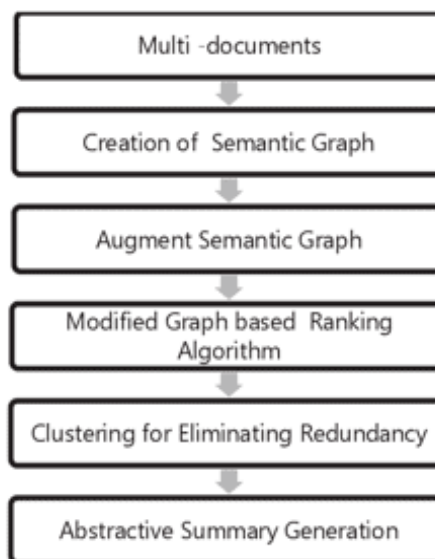 Multi -documents
Creation of Semantic Graph
Augment Semantic Graph
Modified Graph based Ranking
Algorithm
Clustering for Eliminating Redundancy
Abstractive Summary Generation